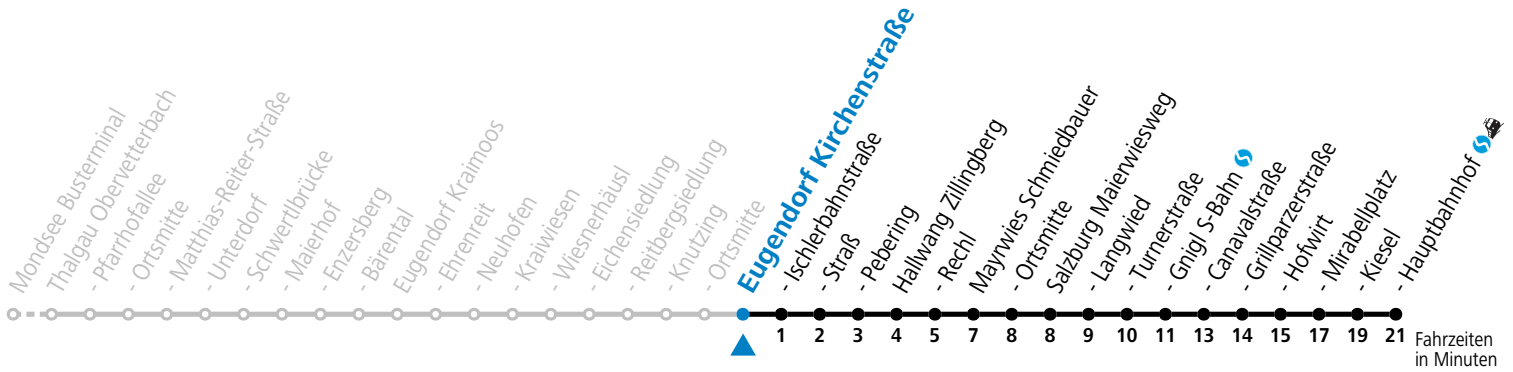 Mondsee Busterminal
Thalgau Obervetterbach
- Pfarrhofallee
- Ortsmitte
- Matthias-Reiter-Straße
- Unterdorf
- Schwertlbrücke
- Maierhof
- Enzersberg
- Bärental
Eugendorf Kraimoos
- Ehrenreit
- Neuhofen
- Kraiwiesen
- Wiesnerhäusl
- Eichensiedlung
- Reitbergsiedlung
- Knutzing
- Ortsmitte
Eugendorf Kirchenstraße
- Ischlerbahnstraße
- Straß
- Pebering
Hallwang Zillingberg
- Rechl
Mayrwies Schmiedbauer
- Ortsmitte
Salzburg Maierwiesweg
- Langwied
- Turnerstraße
- Gnigl S-Bahn
- Canavalstraße
- Grillparzerstraße
- Hofwirt
- Mirabellplatz
- Kiesel
- Hauptbahnhof
1 2 3 4 5 7 8 8 9 10 11 13 14 15 17 19 21
Fahrzeiten
in Minuten